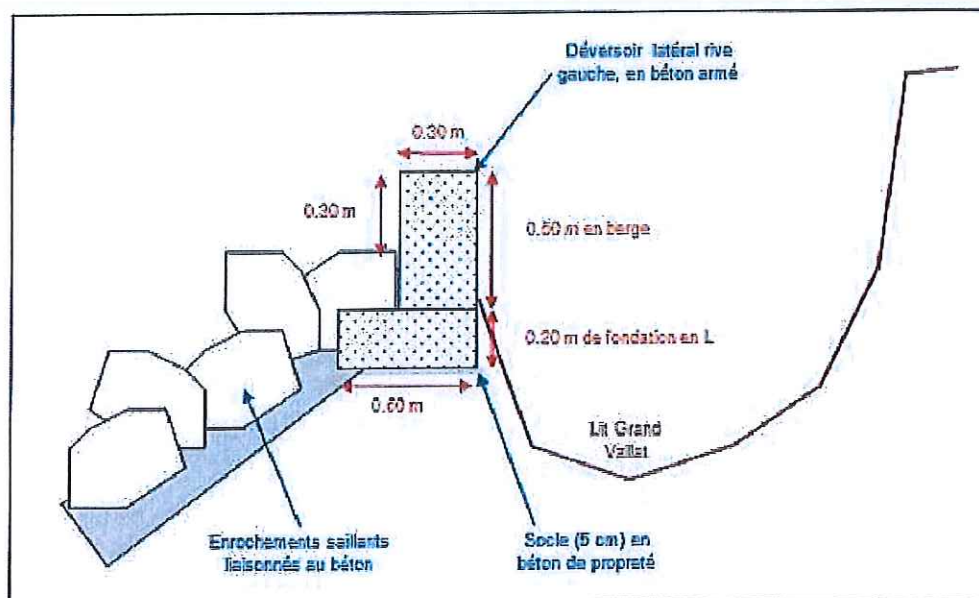 Déversoir latéral rive
gauche, en béton armé
0.30 m
0.30 m
0.50 m en berge
0.20 m de fondation en L
0.60 m
Lit Grand
Vallat
Enrochements saillants
liaisonnés au béton
Socle (5 cm) en
béton de propreté